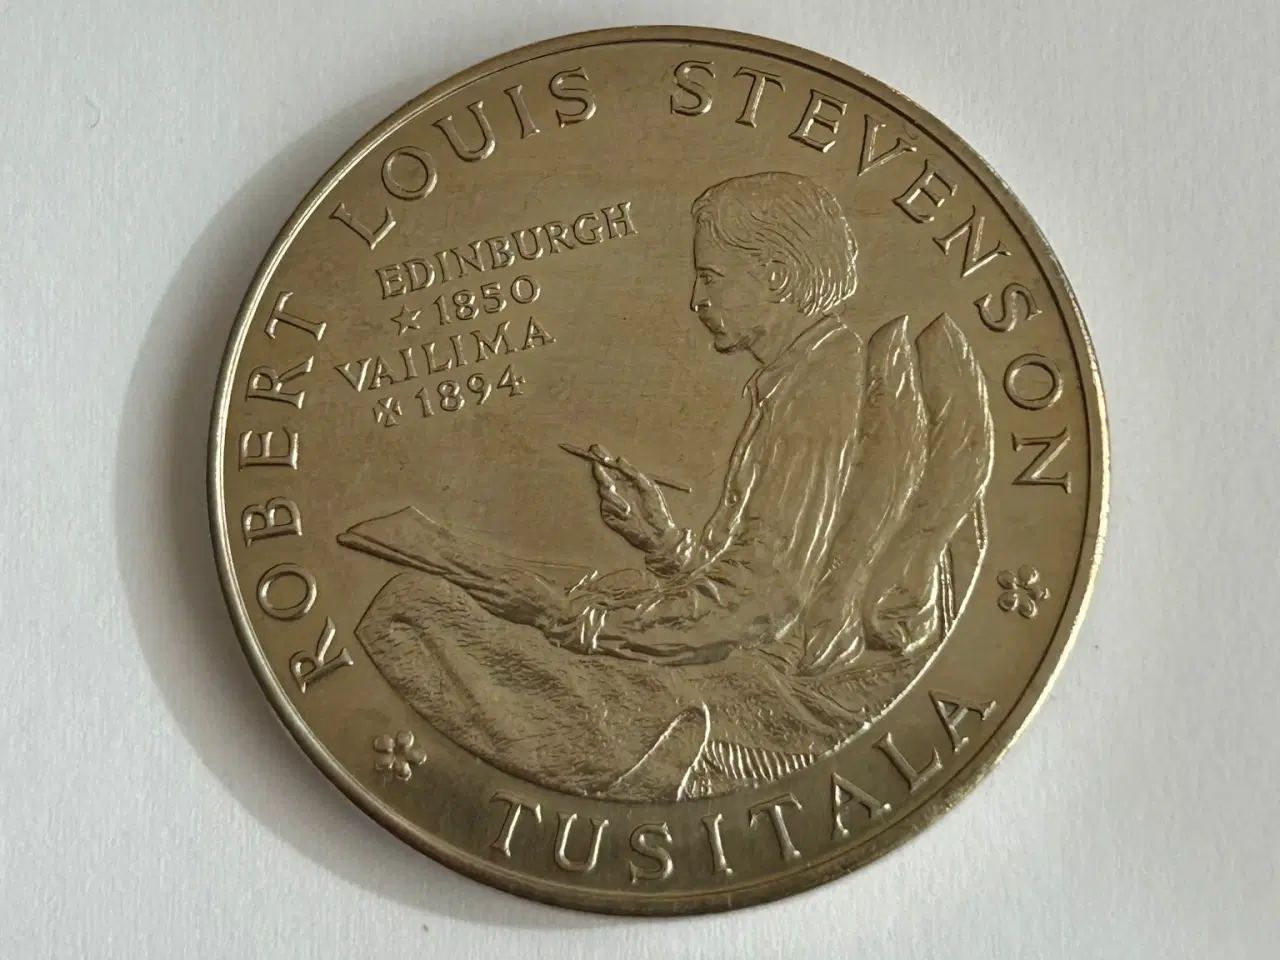 ROBERT LOUIS STEVENSON
EDINBURGH
★ 1850
VAILIMA
✠ 1894
TUSITALA